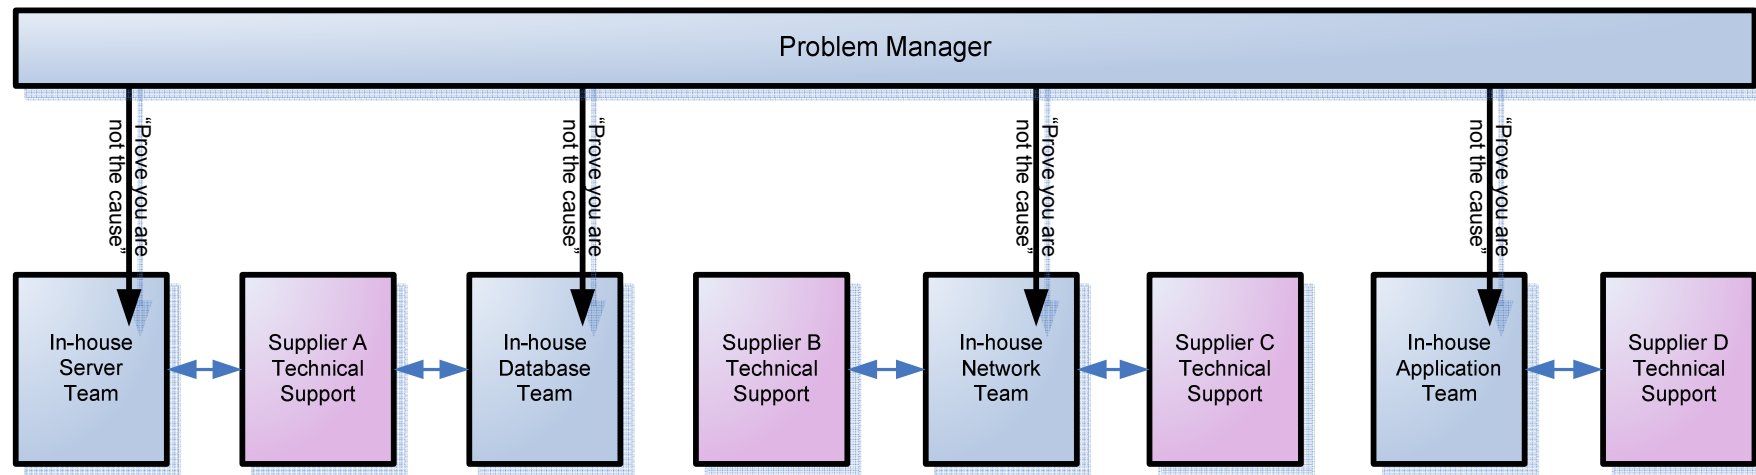 Problem Manager
“Prove you are
not the cause”
“Prove you are
not the cause”
“Prove you are
not the cause”
“Prove you are
not the cause”
In-house
Server
Team
Supplier A
Technical
Support
In-house
Database
Team
Supplier B
Technical
Support
In-house
Network
Team
Supplier C
Technical
Support
In-house
Application
Team
Supplier D
Technical
Support